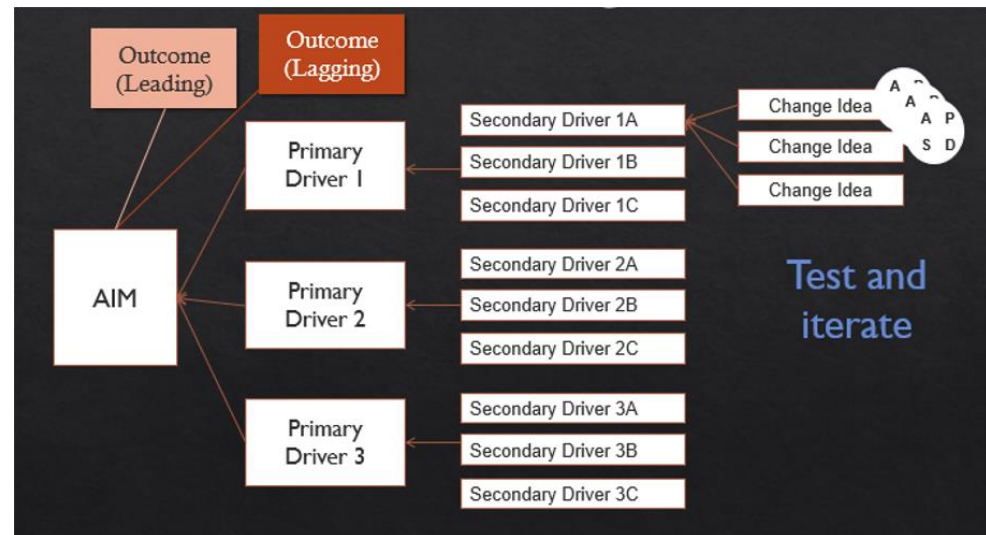 Outcome
(Leading)
Outcome
(Lagging)
AIM
Primary
Driver 1
Primary
Driver 2
Primary
Driver 3
Secondary Driver 1A
Secondary Driver 1B
Secondary Driver 1C
Secondary Driver 2A
Secondary Driver 2B
Secondary Driver 2C
Secondary Driver 3A
Secondary Driver 3B
Secondary Driver 3C
Change Idea
Change Idea
Change Idea
A
A
A P
S D
Test and
iterate